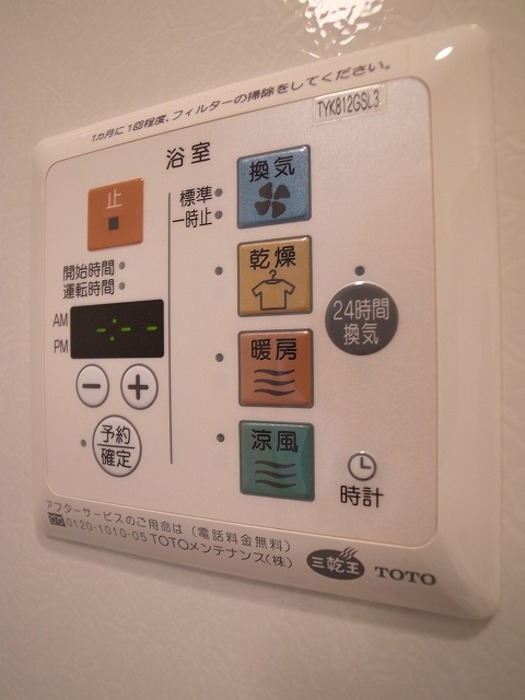 1カ月に1回程度、フィルターの掃除をしてください。
TYK812GSL3
浴室
止
換気
標準
一時止
乾燥
開始時間
運転時間
AM
PM
-:--
24時間
換気
暖房
− +
予約
確定
涼風
時計
アフターサービスのご用命は（電話料金無料）
0120-1010-05 TOTOメンテナンス(株)
三乾王
TOTO